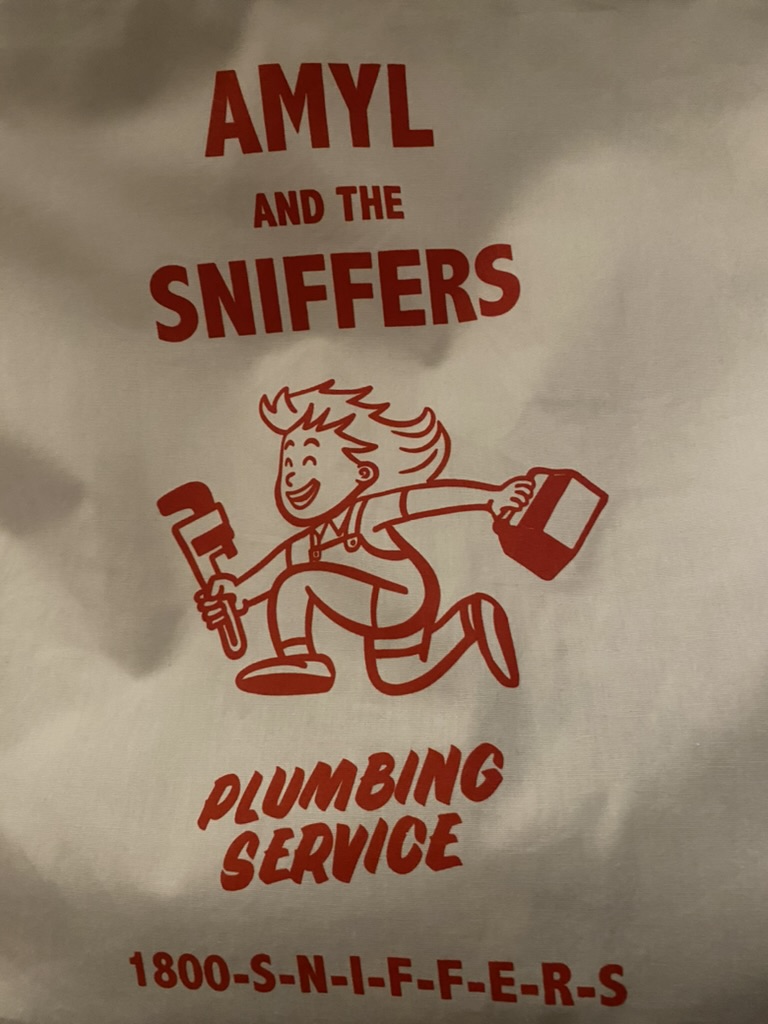 AMYL
AND THE
SNIFFERS
PLUMBING
SERVICE
1800-S-N-I-F-F-E-R-S